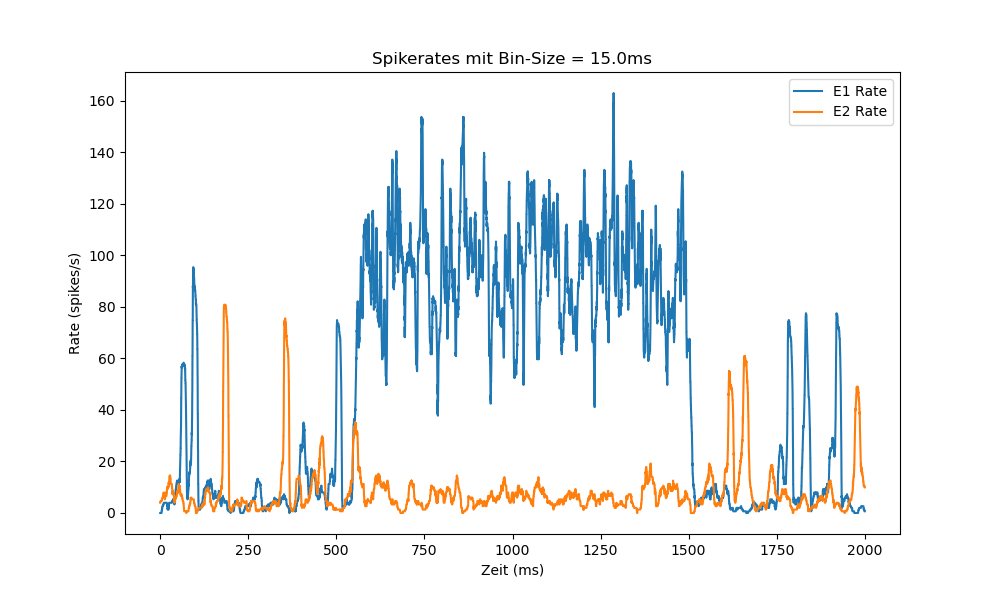 Spikerates mit Bin-Size = 15.0ms
E1 Rate
E2 Rate
Rate (spikes/s)
160
140
120
100
80
60
40
20
0
0 250 500 750 1000 1250 1500 1750 2000
Zeit (ms)